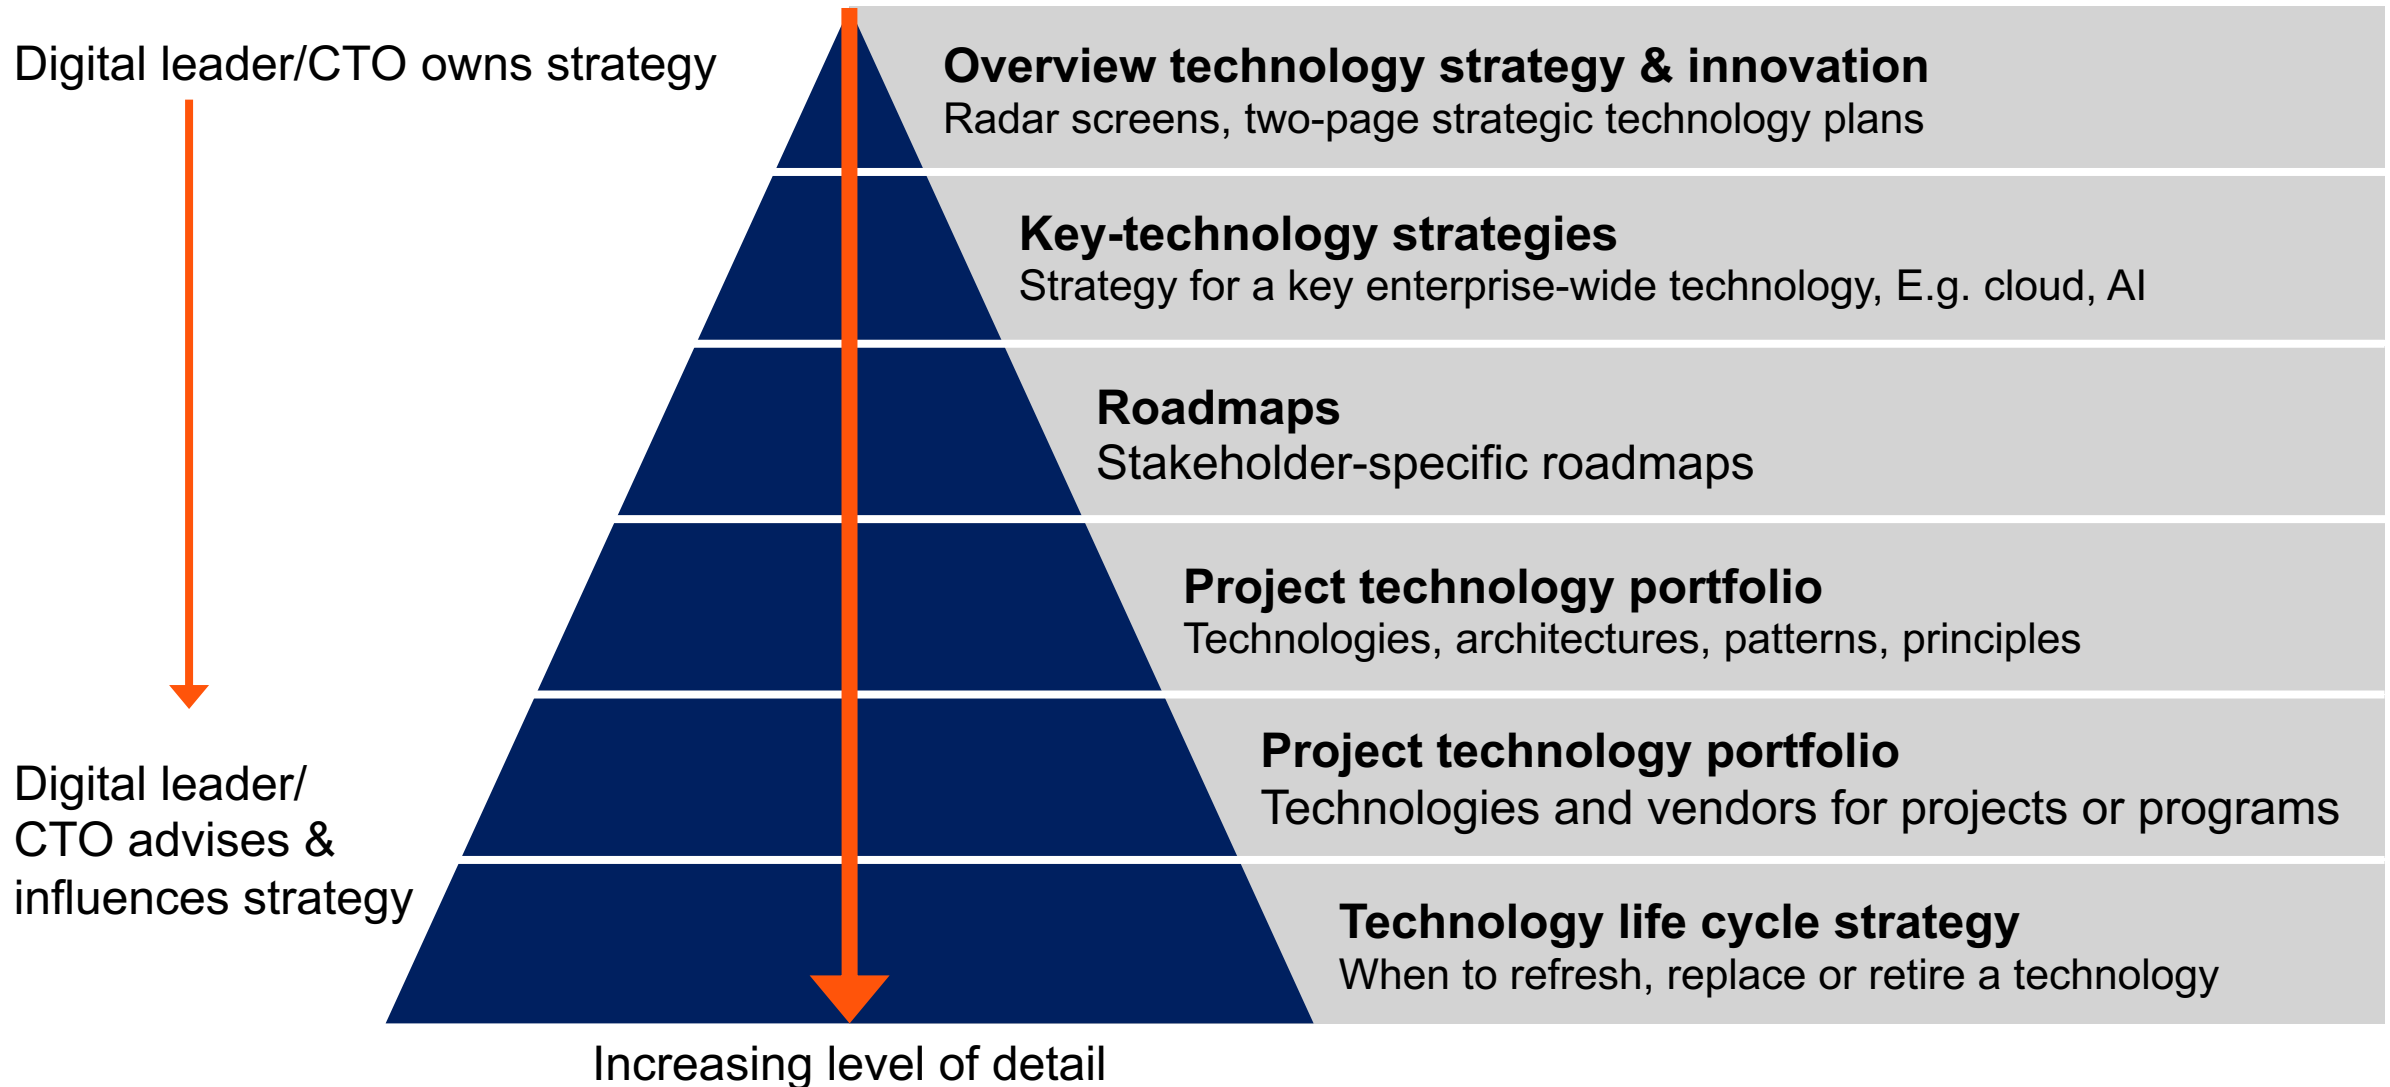 Digital leader/CTO owns strategy
Overview technology strategy & innovation
Radar screens, two-page strategic technology plans
Key-technology strategies
Strategy for a key enterprise-wide technology, E.g. cloud, AI
Roadmaps
Stakeholder-specific roadmaps
Project technology portfolio
Technologies, architectures, patterns, principles
Project technology portfolio
Technologies and vendors for projects or programs
Digital leader/
CTO advises &
influences strategy
Technology life cycle strategy
When to refresh, replace or retire a technology
Increasing level of detail